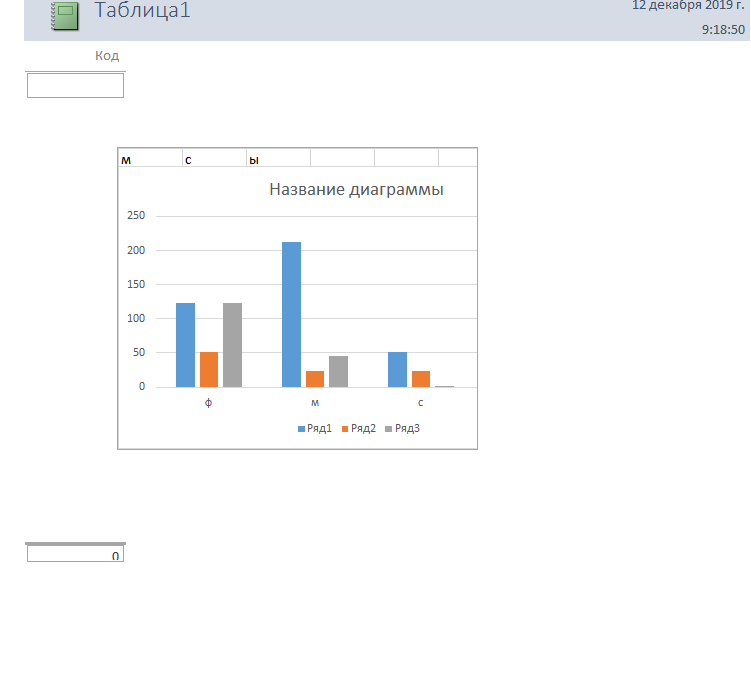 Таблица1
12 декабря 2019 г.
9:18:50
Код
м с ы
Название диаграммы
250
200
150
100
50
0
ф м с
Ряд1 Ряд2 Ряд3
0